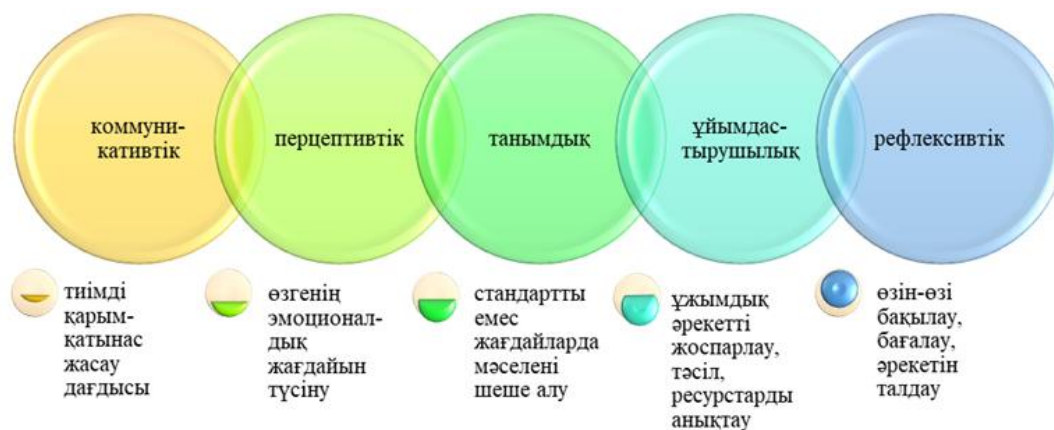 коммуни-
кативтік
перцептивтік
танымдық
ұйымдас-
тырушылық
рефлексивтік
тиімді
қарым-
қатынас
жасау
дағдысы
өзгенің
эмоционал-
дық
жағдайын
түсіну
стандартты
емес
жағдайларда
мәселені
шеше алу
ұжымдық
әрекетті
жоспарлау,
тәсіл,
ресурстарды
анықтау
өзін-өзі
бақылау,
бағалау,
әрекетін
талдау